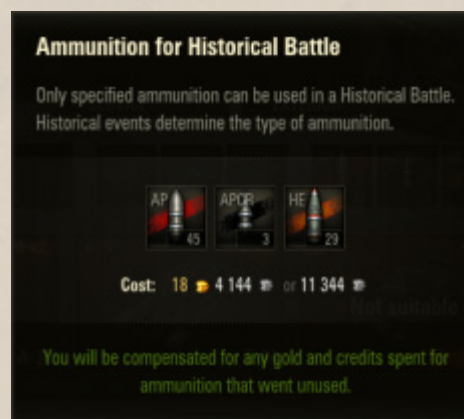 Ammunition for Historical Battle
Only specified ammunition can be used in a Historical Battle.
Historical events determine the type of ammunition.
AP APCR HE
45 3 29
Cost: 18 4 144 or 11 344
Not suitable
You will be compensated for any gold and credits spent for
ammunition that went unused.